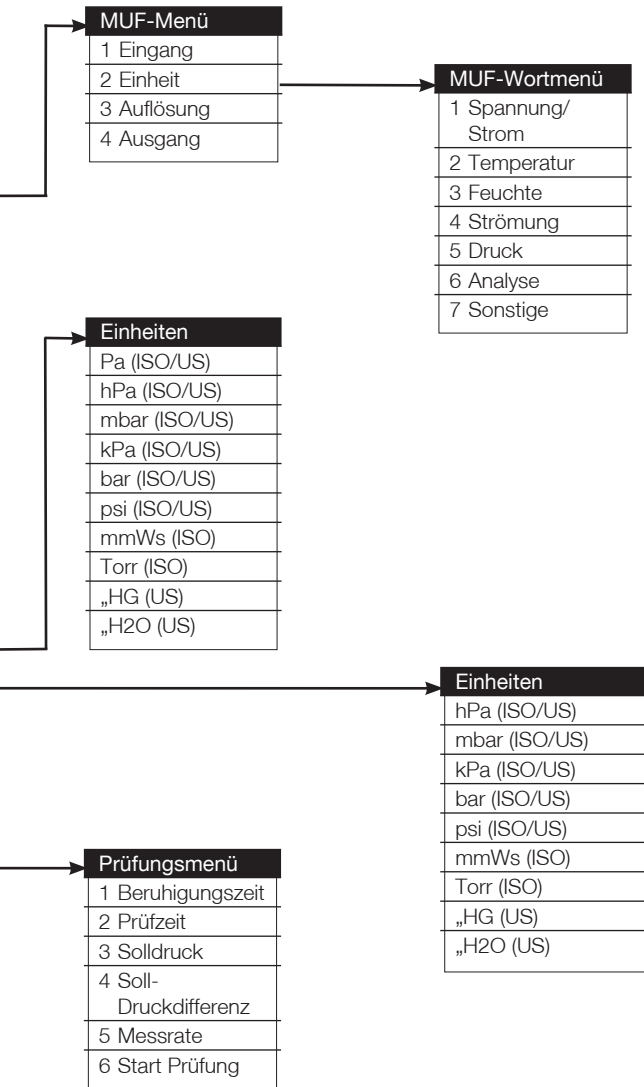 MUF-Menü
1 Eingang
2 Einheit
3 Auflösung
4 Ausgang
MUF-Wortmenü
1 Spannung/
Strom
2 Temperatur
3 Feuchte
4 Strömung
5 Druck
6 Analyse
7 Sonstige
Einheiten
Pa (ISO/US)
hPa (ISO/US)
mbar (ISO/US)
kPa (ISO/US)
bar (ISO/US)
psi (ISO/US)
mmWs (ISO)
Torr (ISO)
„HG (US)
„H2O (US)
Einheiten
hPa (ISO/US)
mbar (ISO/US)
kPa (ISO/US)
bar (ISO/US)
psi (ISO/US)
mmWs (ISO)
Torr (ISO)
„HG (US)
„H2O (US)
Prüfungsmenü
1 Beruhigungszeit
2 Prüfzeit
3 Solldruck
4 Soll-
Druckdifferenz
5 Messrate
6 Start Prüfung